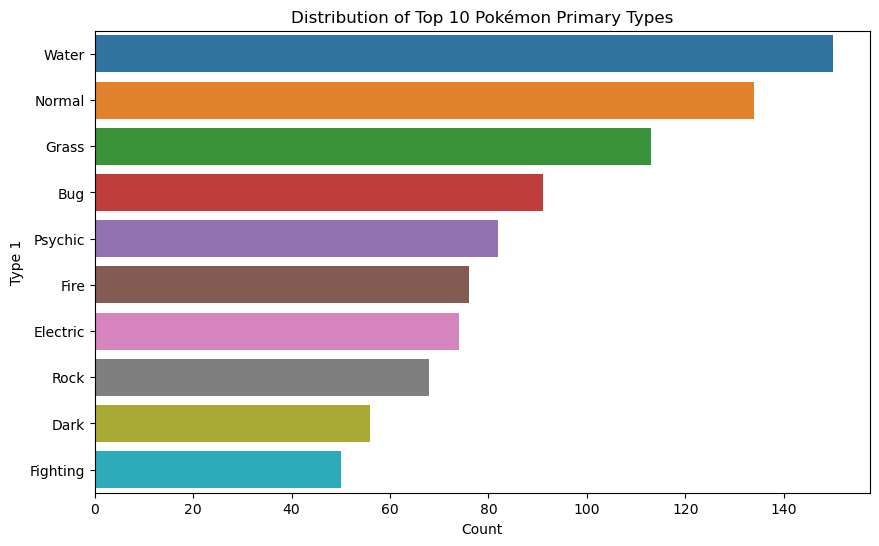 Distribution of Top 10 Pokémon Primary Types
Type 1
Water
Normal
Grass
Bug
Psychic
Fire
Electric
Rock
Dark
Fighting
0 20 40 60 80 100 120 140
Count